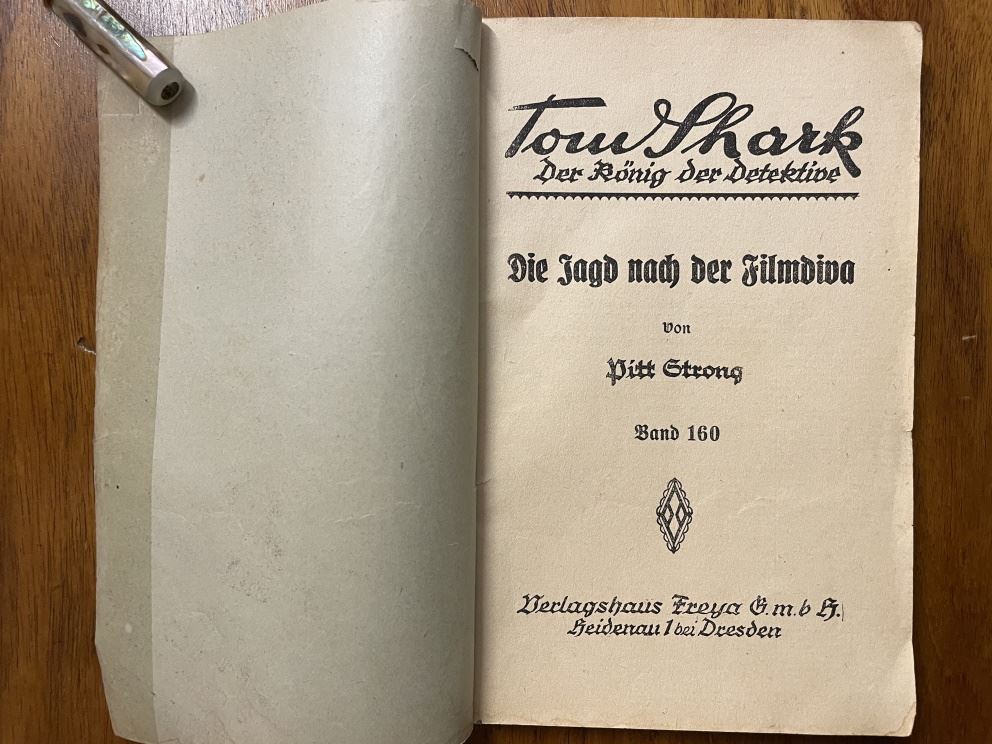 Tom Shark
Der König der Detektive
Die Jagd nach der Filmdiva
von
Pitt Strong
Band 160
Verlagshaus Freya G.m.b H.
Heidenau 1 bei Dresden